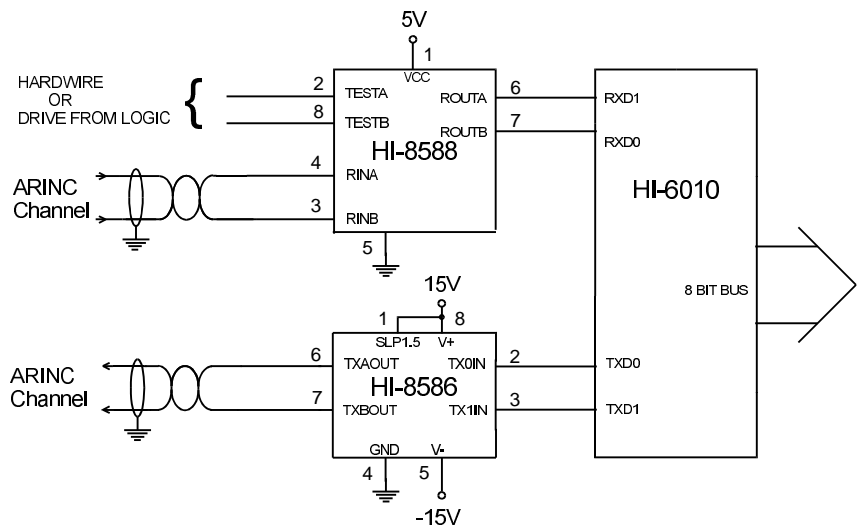 5V
1
HARDWIRE
OR
DRIVE FROM LOGIC
{
2
TESTA
8
TESTB
VCC
ROUTA
6
ROUTB
7
HI-8588
RXD1
RXD0
ARINC
Channel
4
RINA
3
RINB
5
HI-6010
8 BIT BUS
15V
1
8
SLP1.5
V+
ARINC
Channel
6
TXAOUT
7
TXBOUT
TX0IN
2
HI-8586
TX1IN
3
TXD0
TXD1
GND
V-
4
5
-15V